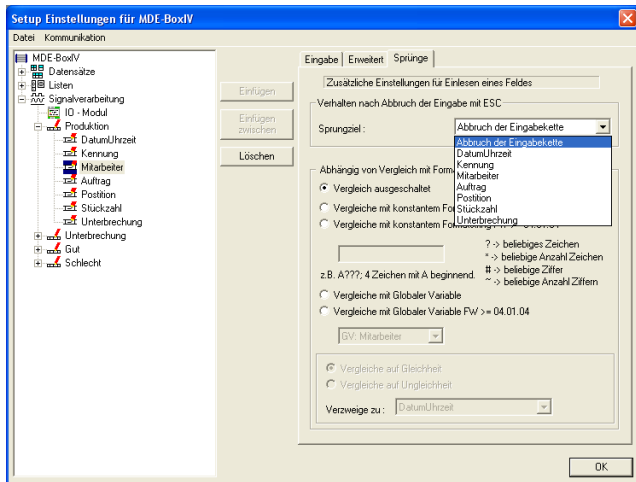 Setup Einstellungen für MDE-BoxIV
Datei Kommunikation
MDE-BoxIV
Datensätze
Listen
Signalverarbeitung
IO - Modul
Produktion
DatumUhrzeit
Kennung
Mitarbeiter
Auftrag
Postition
Stückzahl
Unterbrechung
Unterbrechung
Gut
Schlecht
Einfügen
Einfügen
zwischen
Löschen
Eingabe Erweitert Sprünge
Zusätzliche Einstellungen für Einlesen eines Feldes
Verhalten nach Abbruch der Eingabe mit ESC
Sprungziel : Abbruch der Eingabekette
Abbruch der Eingabekette
DatumUhrzeit
Kennung
Mitarbeiter
Auftrag
Postition
Stückzahl
Unterbrechung
Abhängig von Vergleich mit Form
Vergleich ausgeschaltet
Vergleiche mit konstantem Fo
Vergleiche mit konstantem
? -> beliebiges Zeichen
* -> beliebige Anzahl Zeichen
# -> beliebige Ziffer
~ -> beliebige Anzahl Ziffern
z.B. A???; 4 Zeichen mit A beginnend.
Vergleiche mit Globaler Variable
Vergleiche mit Globaler Variable FW >= 04.01.04
GV: Mitarbeiter
Vergleiche auf Gleichheit
Vergleiche auf Ungleichheit
Verzweige zu : DatumUhrzeit
OK